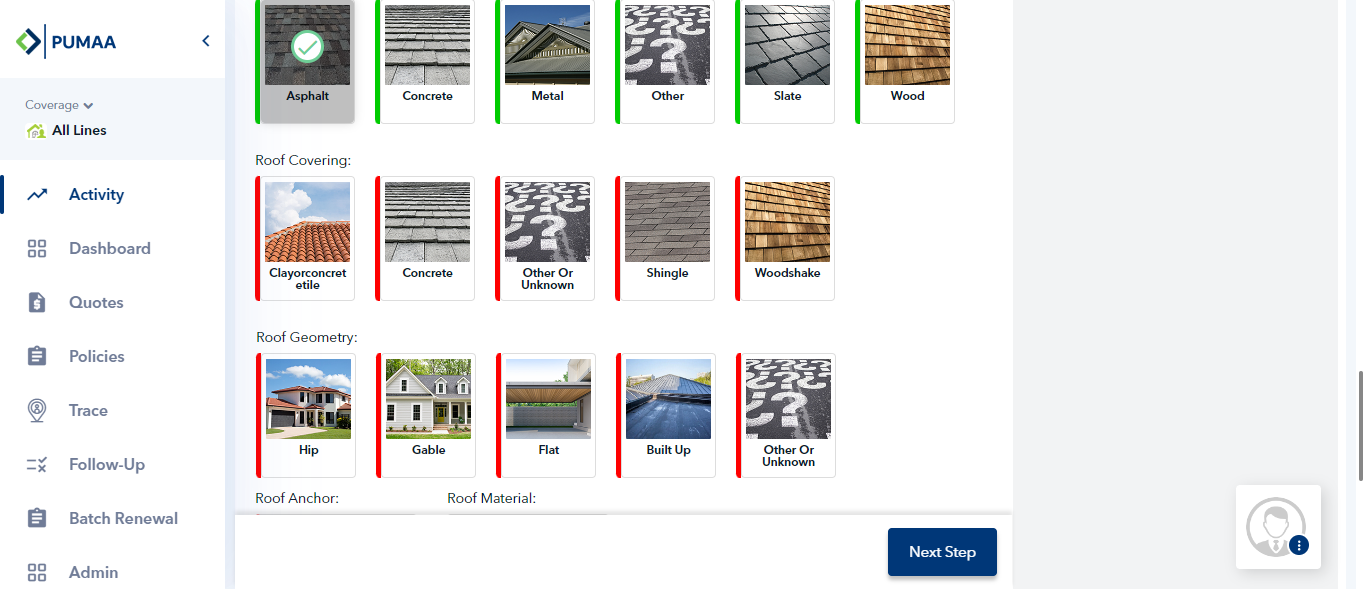 PUMAA
Coverage
All Lines
Activity
Dashboard
Quotes
Policies
Trace
Follow-Up
Batch Renewal
Admin
Asphalt
Concrete
Metal
Other
Slate
Wood
Roof Covering:
Clayorconcret
etile
Concrete
Other Or
Unknown
Shingle
Woodshake
Roof Geometry:
Hip
Gable
Flat
Built Up
Other Or
Unknown
Roof Anchor:
Roof Material:
Next Step